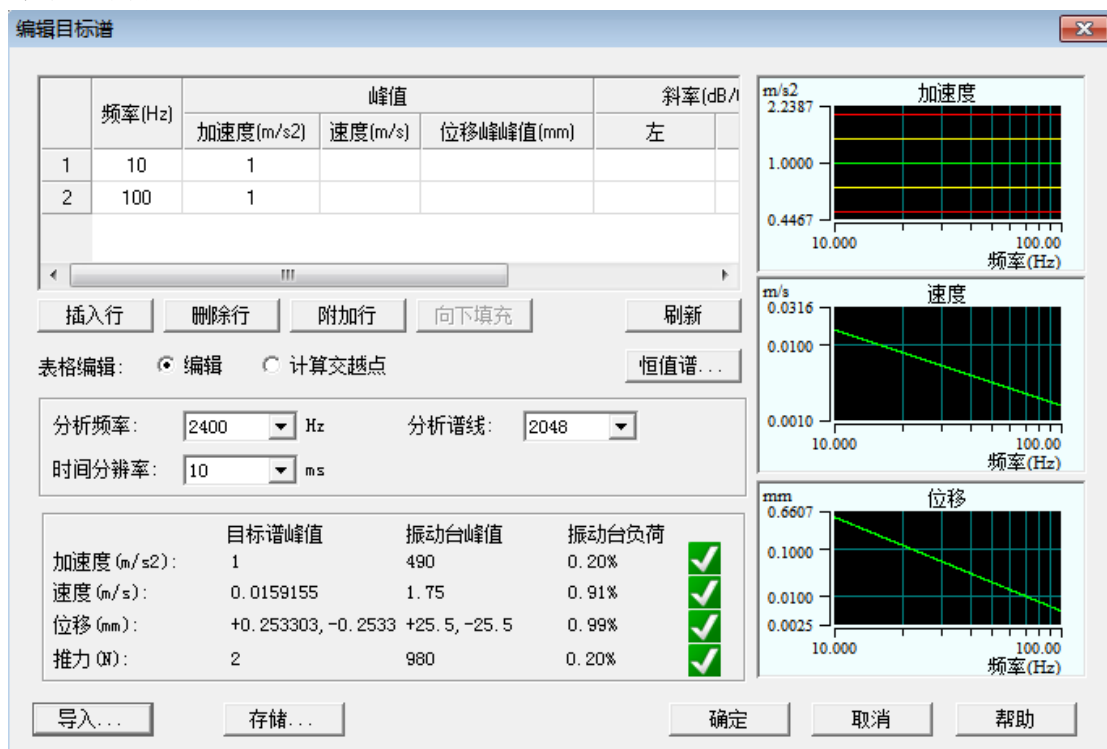 编辑目标谱
频率(Hz) 峰值 斜率(dB/
加速度(m/s2) 速度(m/s) 位移峰峰值(mm) 左
1 10 1
2 100 1
插入行 删除行 附加行 向下填充 刷新
表格编辑: 编辑 计算交越点 恒值谱...
分析频率: 2400 Hz 分析谱线: 2048
时间分辨率: 10 ms
目标谱峰值 振动台峰值 振动台负荷
加速度(m/s2): 1 490 0.20%
速度(m/s): 0.0159155 1.75 0.91%
位移(mm): +0.253303,-0.2533 +25.5,-25.5 0.99%
推力(N): 2 980 0.20%
导入... 存储... 确定 取消 帮助
m/s2 加速度
2.2387
1.0000
0.4467
10.000 100.00
频率(Hz)
m/s 速度
0.0316
0.0100
0.0010
10.000 100.00
频率(Hz)
mm 位移
0.6607
0.1000
0.0100
0.0025
10.000 100.00
频率(Hz)